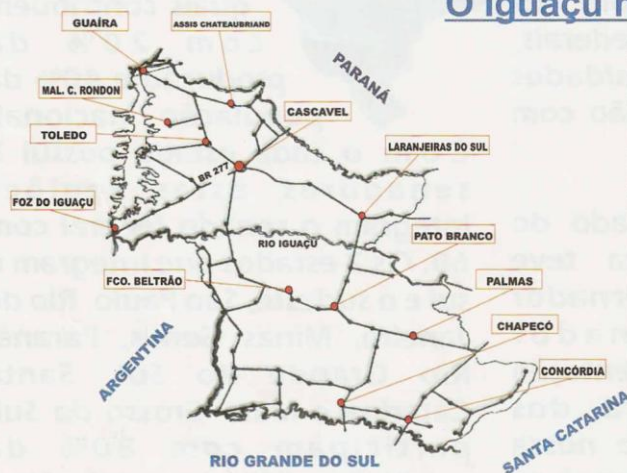 O Iguaçu
GUAÍRA
ASSIS CHATEAUBRIAND
PARANÁ
MAL. C. RONDON
CASCAVEL
TOLEDO
LARANJEIRAS DO SUL
BR 277
FOZ DO IGUAÇU
PATO BRANCO
RIO IGUAÇU
FCO. BELTRÃO
PALMAS
CHAPECÓ
ARGENTINA
CONCÓRDIA
SANTA CATARINA
RIO GRANDE DO SUL